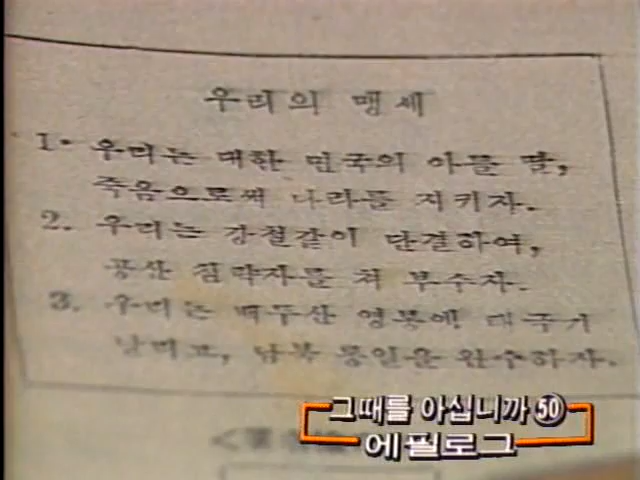 우리의 맹세
1. 우리는 대한 민국의 아들 딸,
죽음으로써 나라를 지키자.
2. 우리는 강철같이 단결하여,
공산 침략자를 쳐 부수자.
3. 우리는 백두산 영봉에 태극기
날리고, 남북 통일을 완수하자.
그때를 아십니까 50
에필로그